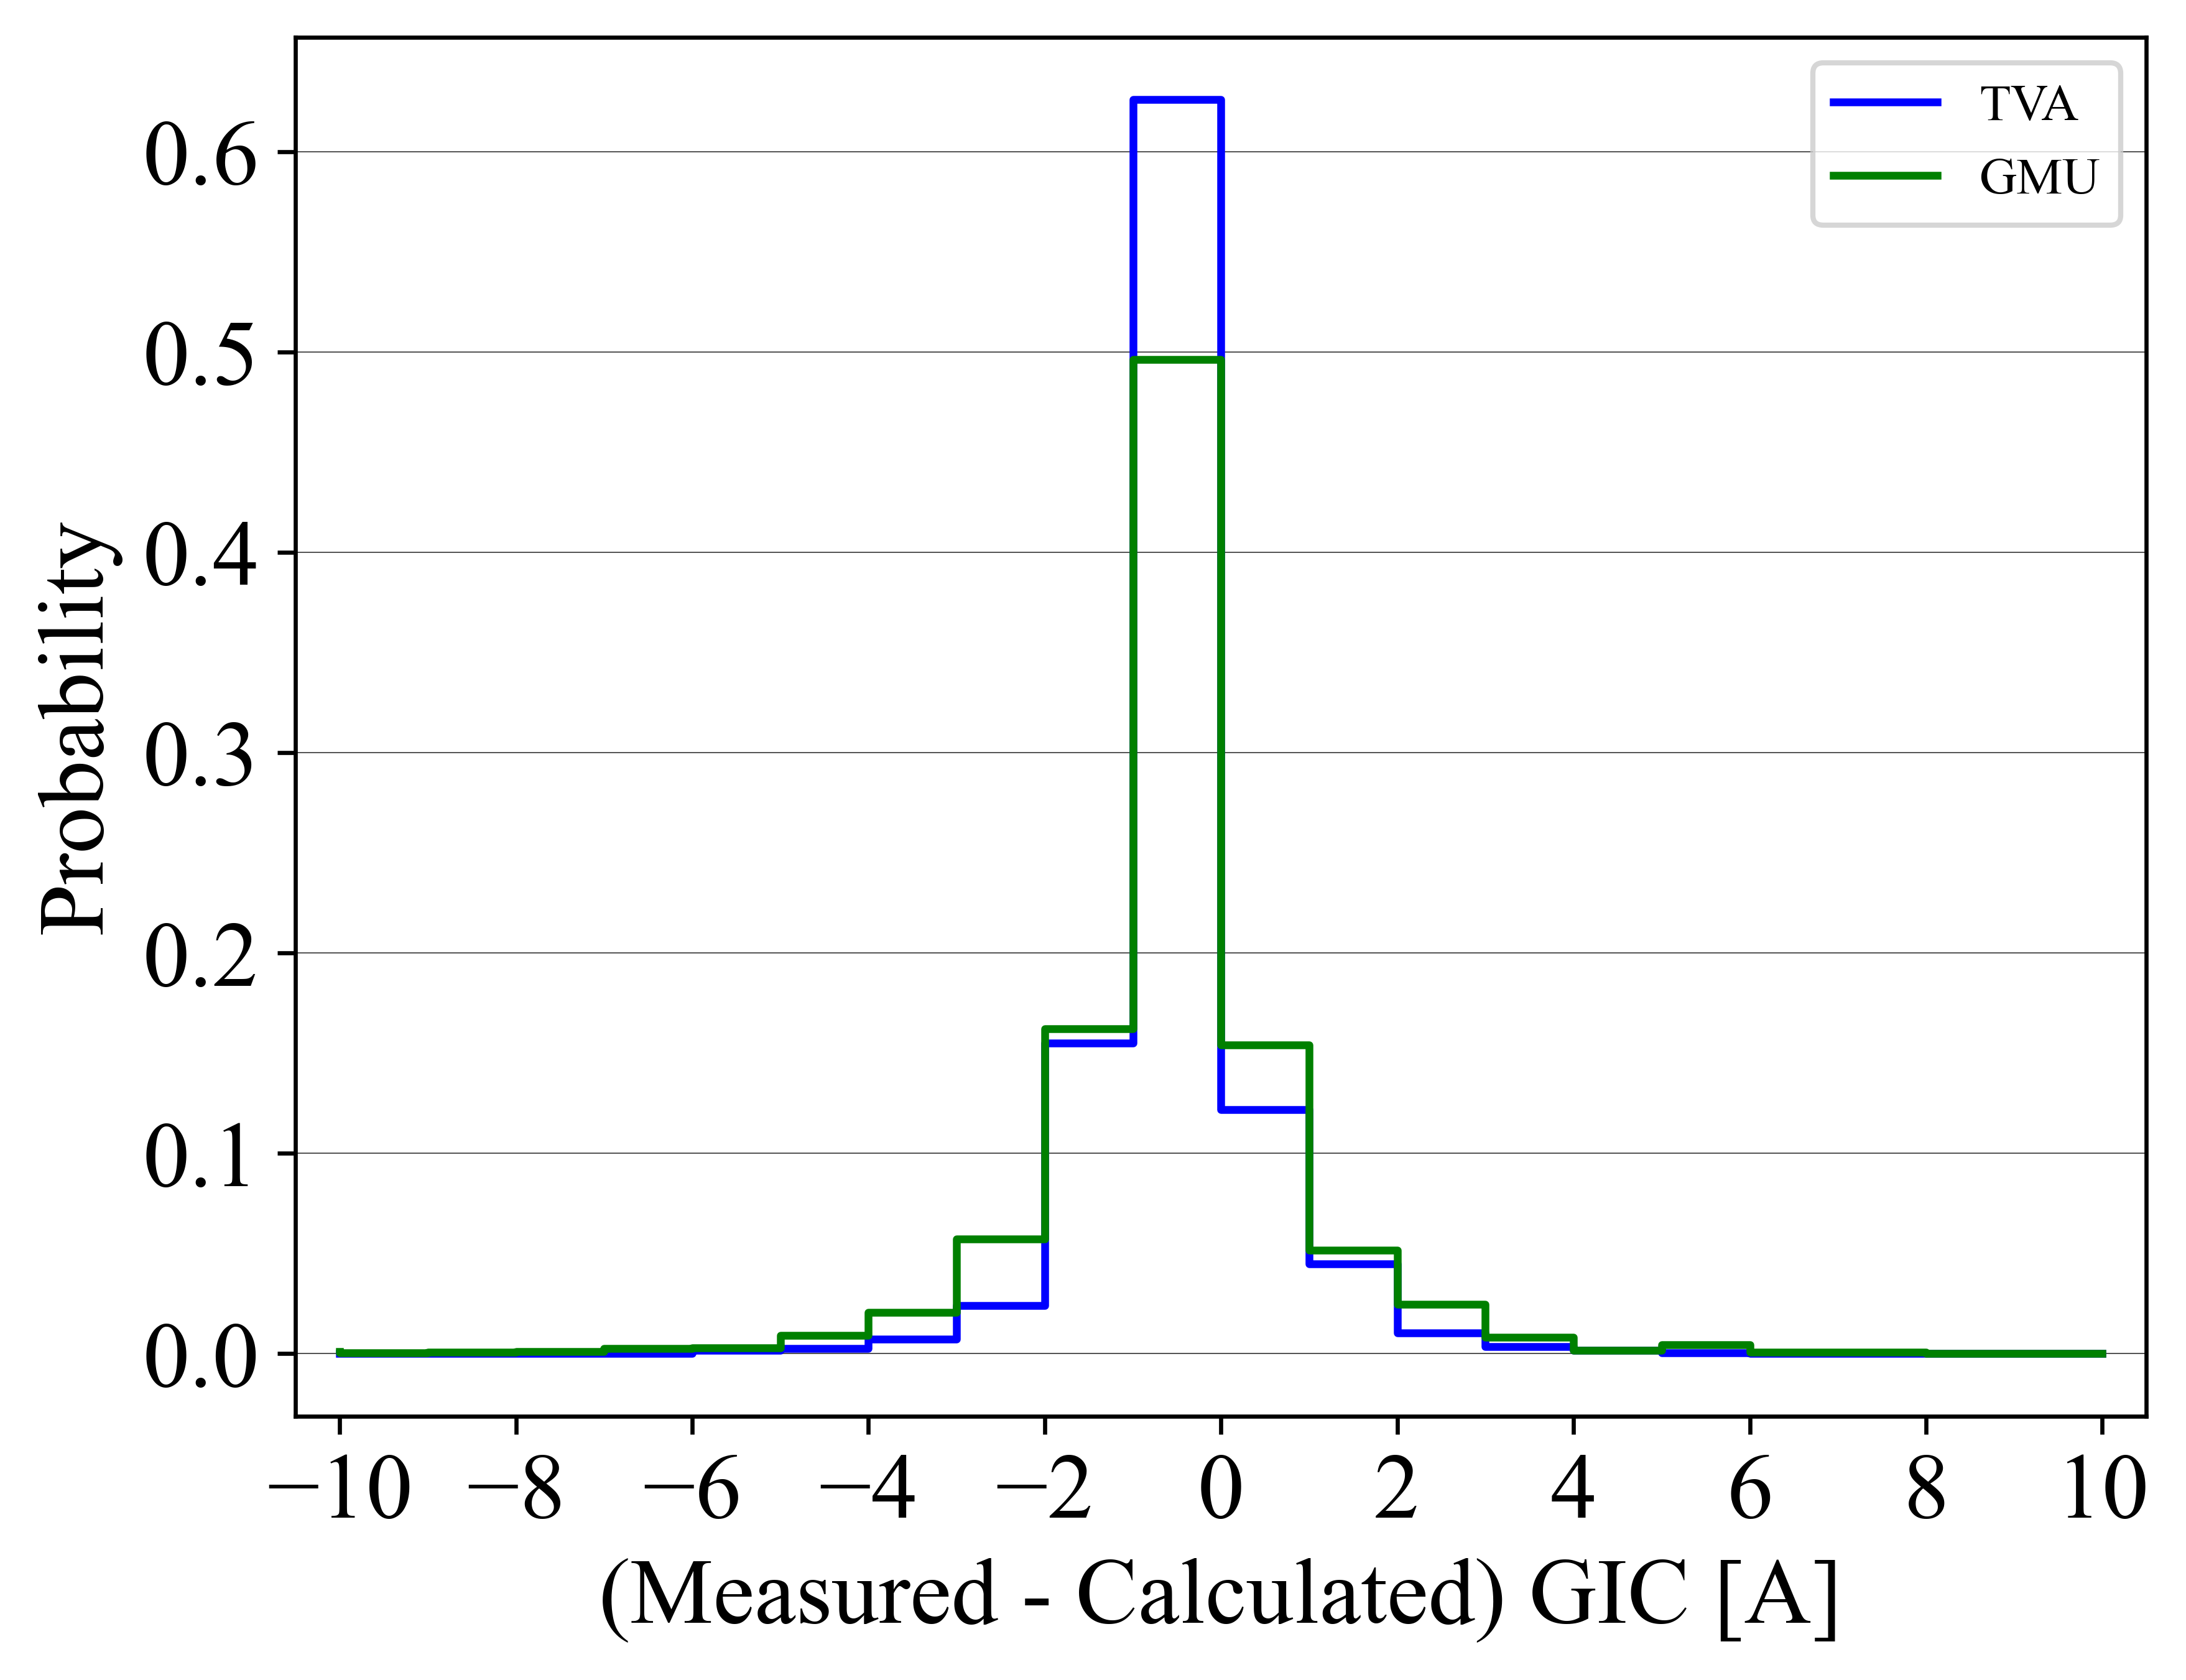 TVA
GMU
0.6
0.5
0.4
0.3
0.2
0.1
0.0
Probability
−10 −8 −6 −4 −2 0 2 4 6 8 10
(Measured - Calculated) GIC [A]